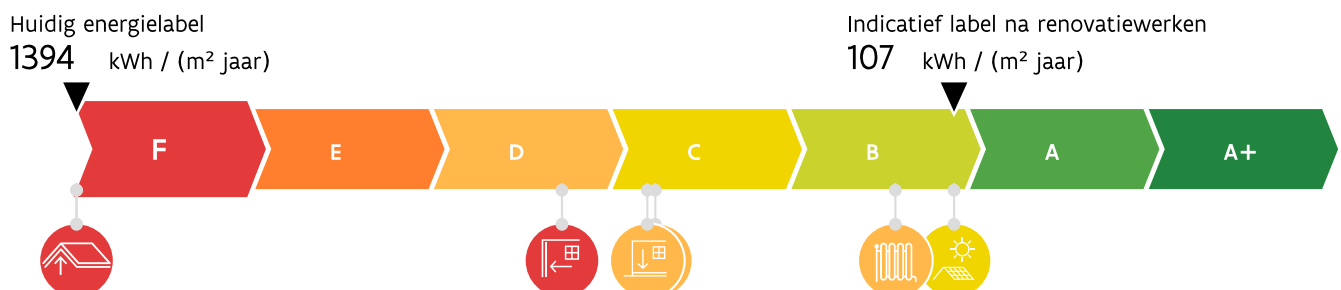 Huidig energielabel
1394 kWh / (m² jaar)
Indicatief label na renovatiewerken
107 kWh / (m² jaar)
F E D C B A A+